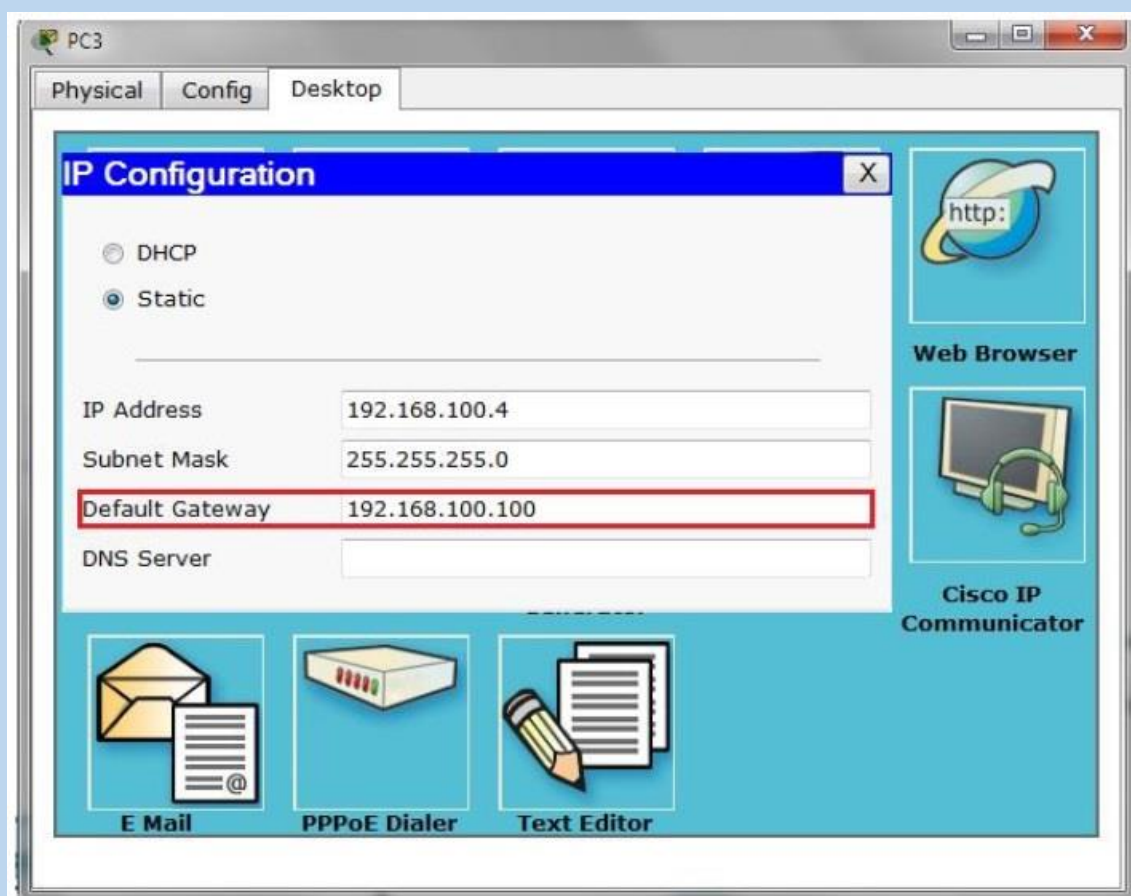 PC3
Physical Config Desktop
IP Configuration X
DHCP
Static
IP Address 192.168.100.4
Subnet Mask 255.255.255.0
Default Gateway 192.168.100.100
DNS Server
http:
Web Browser
Cisco IP
Communicator
@
E Mail PPPoE Dialer Text Editor